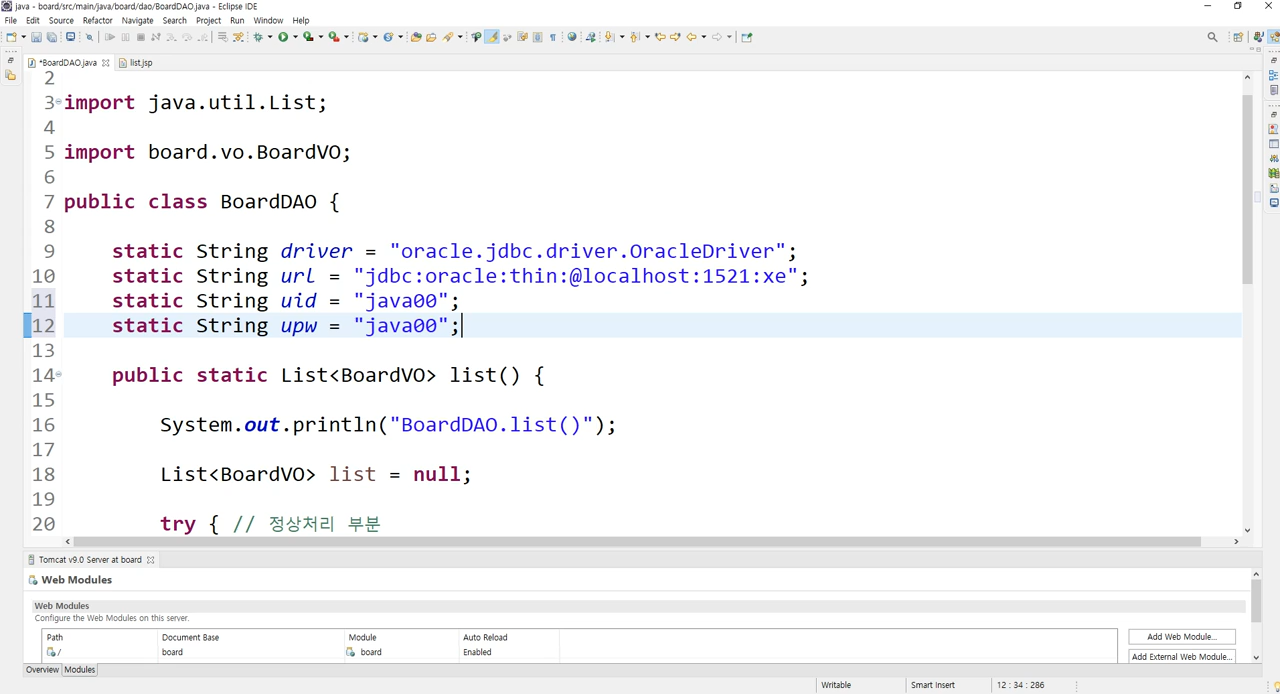 java - board/src/main/java/board/dao/BoardDAO.java - Eclipse IDE
File Edit Source Refactor Navigate Search Project Run Window Help
*BoardDAO.java list.jsp
2
3 import java.util.List;
4
5 import board.vo.BoardVO;
6
7 public class BoardDAO {
8
9 static String driver = "oracle.jdbc.driver.OracleDriver";
10 static String url = "jdbc:oracle:thin:@localhost:1521:xe";
11 static String uid = "java00";
12 static String upw = "java00";
13
14 public static List<BoardVO> list() {
15
16 System.out.println("BoardDAO.list()");
17
18 List<BoardVO> list = null;
19
20 try { // 정상처리 부분
Tomcat v9.0 Server at board
Web Modules
Web Modules
Configure the Web Modules on this server.
Path Document Base Module Auto Reload
/ board board Enabled
Add Web Module...
Add External Web Module...
Overview Modules
Writable Smart Insert 12 : 34 : 286